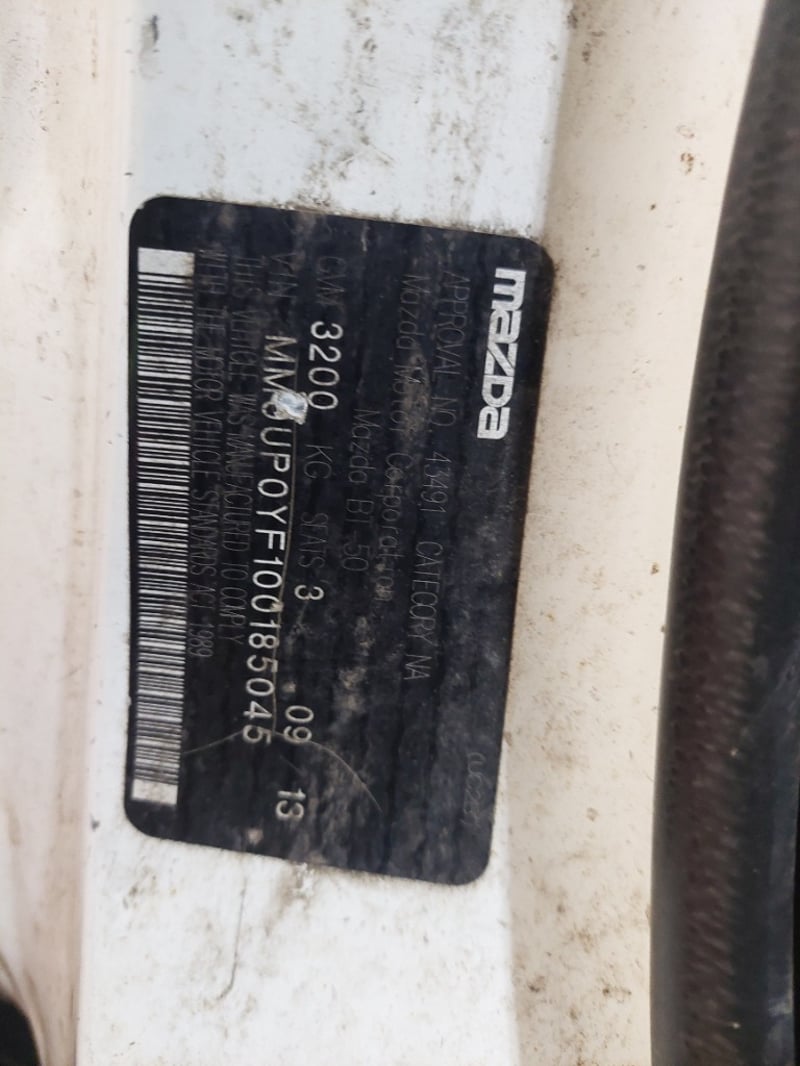 mazda
APPROVAL NO. 43491 CATEGORY NA
Mazda Motor Corporation
Mazda BT-50
GVM 3200 KG SEATS 3 09 13
VIN MM0UP0YF100185045
THIS VEHICLE WAS MANUFACTURED TO COMPLY
WITH THE MOTOR VEHICLE STANDARDS ACT 1989